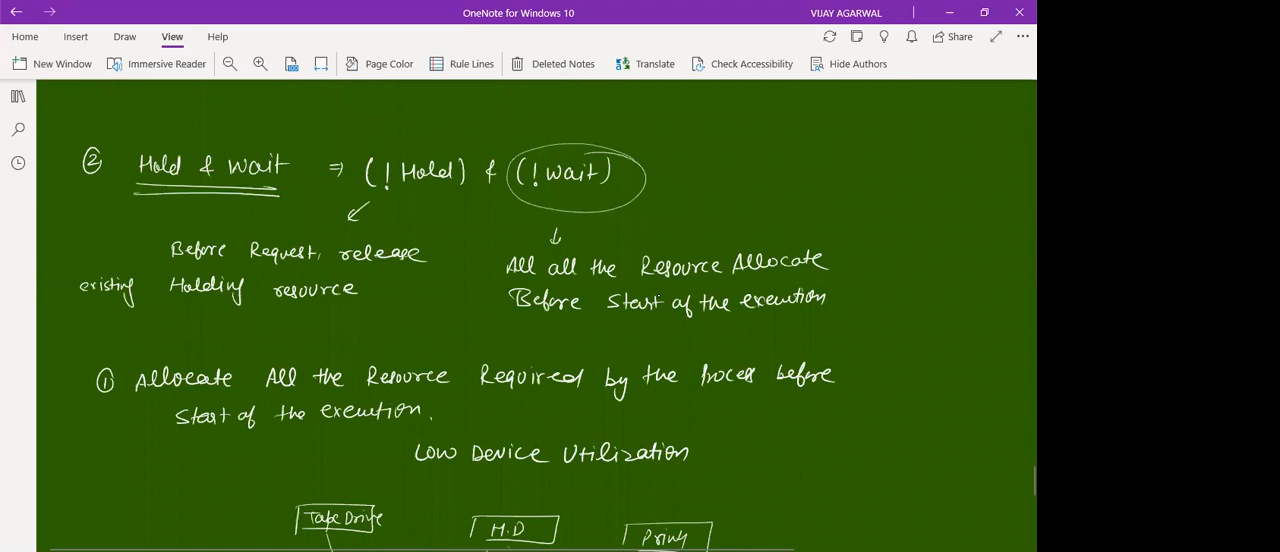 OneNote for Windows 10
VIJAY AGARWAL
Home Insert Draw View Help
Share
New Window Immersive Reader Page Color Rule Lines Deleted Notes Translate Check Accessibility Hide Authors
② Hold & Wait ⇒ (! Hold) & (! Wait)
Before Request, release
existing Holding resource
All all the Resource Allocate
Before Start of the exeution
① Allocate All the Resource Required by the Process before
Start of the exeution.
Low Device Utilization
Tape Drive
H.D
Print